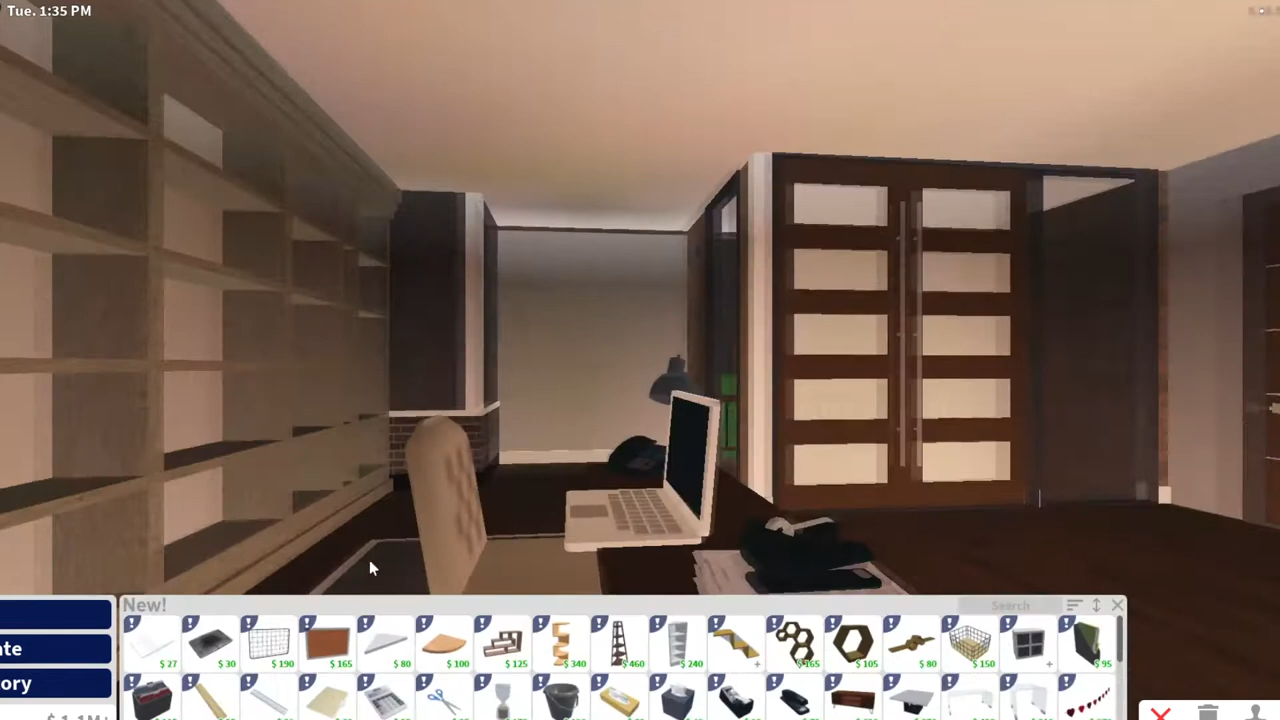 Tue. 1:35 PM
New!
Search
ate
$ 27 $ 30 $ 190 $ 165 $ 80 $ 100 $ 125 $ 340 $ 460 $ 240 + $ 165 $ 105 $ 80 $ 150 + $ 95
ory